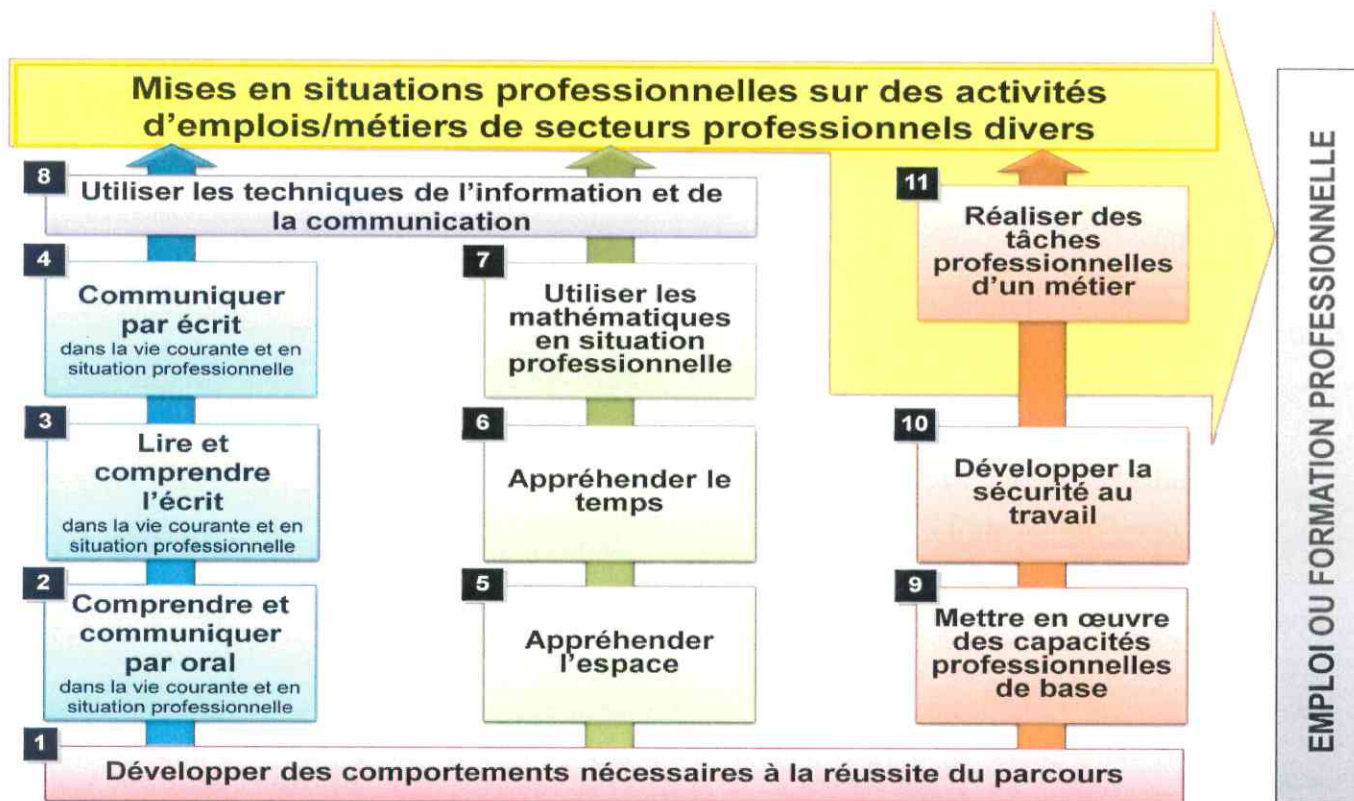 Mises en situations professionnelles sur des activités
d'emplois/métiers de secteurs professionnels divers
8
Utiliser les techniques de l'information et de
la communication
11
Réaliser des
tâches
professionnelles
d'un métier
4
Communiquer
par écrit
dans la vie courante et en
situation professionnelle
7
Utiliser les
mathématiques
en situation
professionnelle
3
Lire et
comprendre
l'écrit
dans la vie courante et en
situation professionnelle
6
Appréhender le
temps
10
Développer la
sécurité au
travail
2
Comprendre et
communiquer
par oral
dans la vie courante et en
situation professionnelle
5
Appréhender
l'espace
9
Mettre en œuvre
des capacités
professionnelles
de base
1
Développer des comportements nécessaires à la réussite du parcours
EMPLOI OU FORMATION PROFESSIONNELLE